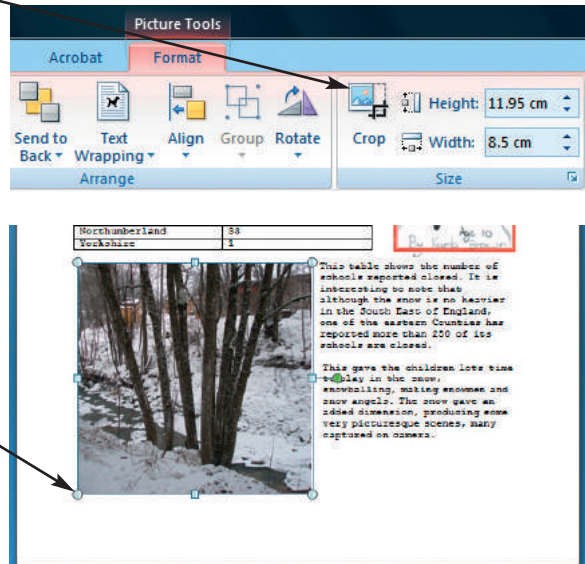 Picture Tools
Acrobat Format
Send to Back Text Wrapping Align Group Rotate Crop Height: 11.95 cm
Width: 8.5 cm
Arrange Size
Northumberland 38
Yorkshire 1
Age 10
By
This table shows the number of
schools reported closed. It is
interesting to note that
although the snow is no heavier
in the South East of England,
one of the eastern Counties has
reported more than 250 of its
schools are closed.
This gave the children lots time
to play in the snow,
snowballing, making snowmen and
snow angels. The snow gave an
added dimension, producing some
very picturesque scenes, many
captured on camera.